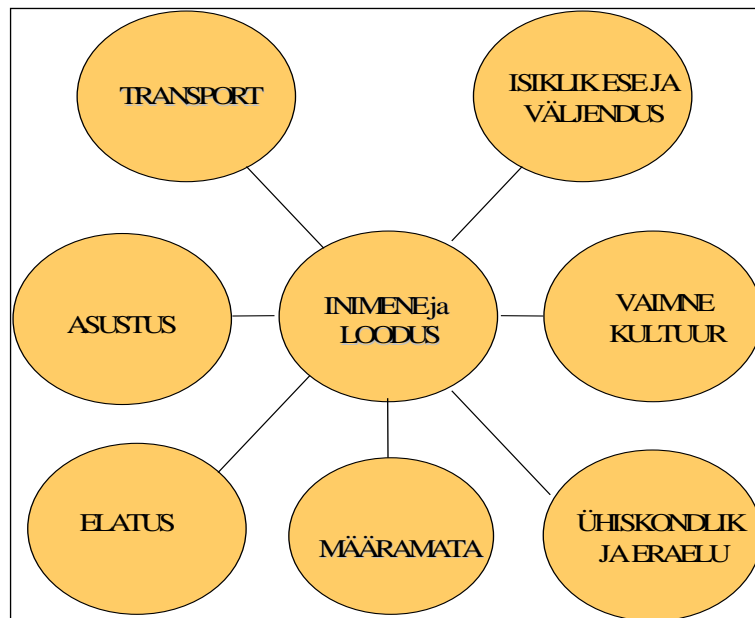 TRANSPORT
ISIKLIK ESE JA
VÄLJENDUS
ASUSTUS
INIMENE ja
LOODUS
VAIMNE
KULTUUR
ELATUS
MÄÄRAMATA
ÜHISKONDLIK
JA ERAELU